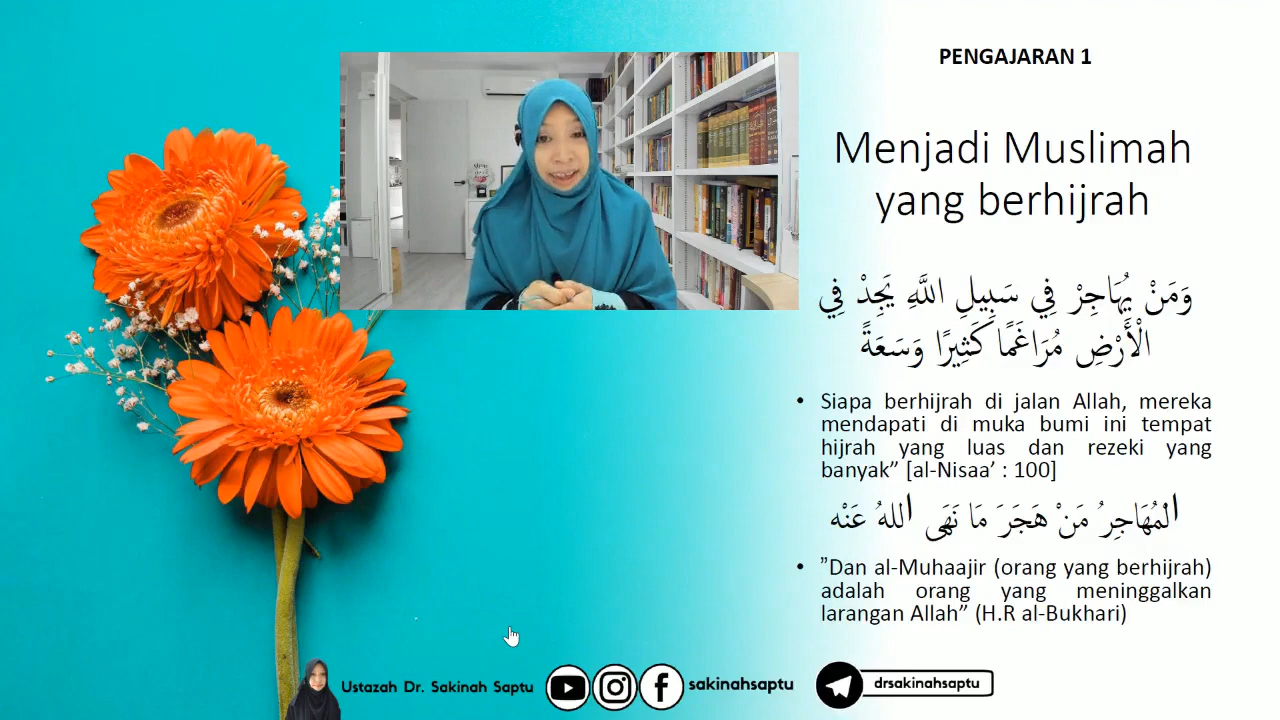 PENGAJARAN 1
Menjadi Muslimah
yang berhijrah
وَمَنْ يُهَاجِرْ فِي سَبِيلِ اللَّهِ يَجِدْ فِي
الْأَرْضِ مُرَاغَمًا كَثِيرًا وَسَعَةً
• Siapa berhijrah di jalan Allah, mereka
mendapati di muka bumi ini tempat
hijrah yang luas dan rezeki yang
banyak” [al-Nisaa’ : 100]
الْمُهَاجِرُ مَنْ هَجَرَ مَا نَهَى اللهُ عَنْه
• ”Dan al-Muhaajir (orang yang berhijrah)
adalah orang yang meninggalkan
larangan Allah” (H.R al-Bukhari)
Ustazah Dr. Sakinah Saptu sakinahsaptu drsakinahsaptu